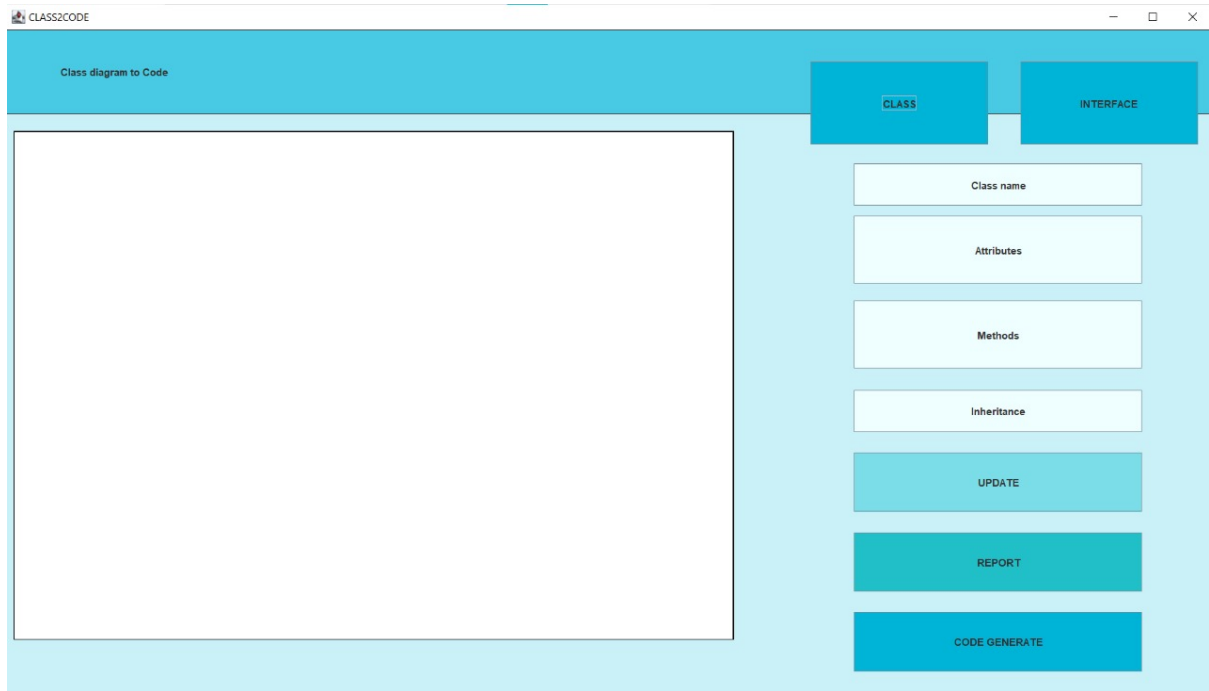 CLASS2CODE
Class diagram to Code
CLASS
INTERFACE
Class name
Attributes
Methods
Inheritance
UPDATE
REPORT
CODE GENERATE